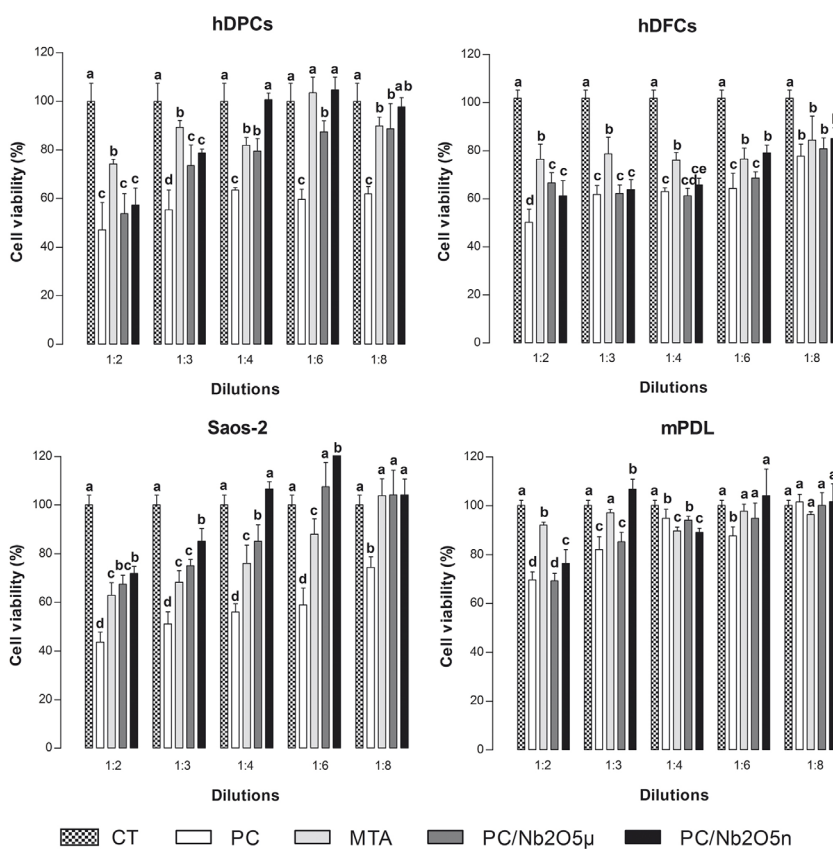 hDPCs
Cell viability (%)
120
100
80
60
40
20
0
a c b c c
a d b c c
a c b b a
a c a b a
a c b b ab
1:2 1:3 1:4 1:6 1:8
Dilutions
hDFCs
Cell viability (%)
120
100
80
60
40
20
0
a d b c c
a c b c c
a c b cd ce
a c b c b
a b b b
1:2 1:3 1:4 1:6 1:8
Dilutions
Saos-2
Cell viability (%)
120
100
80
60
40
20
0
a d c bc b
a d c c b
a d c b a
a d c a b
a b a a a
1:2 1:3 1:4 1:6 1:8
Dilutions
mPDL
Cell viability (%)
120
100
80
60
40
20
0
a d b d c
a c a c b
a b c b c
a b a a a
a a a a a
1:2 1:3 1:4 1:6 1:8
Dilutions
CT PC MTA PC/Nb2O5µ PC/Nb2O5n